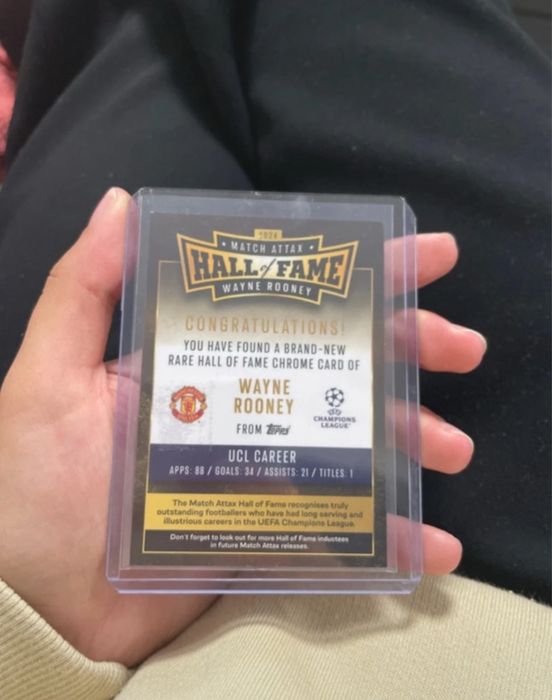 2024
• MATCH ATTAX •
HALL of FAME
WAYNE ROONEY
CONGRATULATIONS!
YOU HAVE FOUND A BRAND-NEW
RARE HALL OF FAME CHROME CARD OF
WAYNE
ROONEY
CHAMPIONS
LEAGUE
FROM Topps
UCL CAREER
APPS: 88 / GOALS: 34 / ASSISTS: 21 / TITLES: 1
The Match Attax Hall of Fame recognises truly
outstanding footballers who have had long serving and
illustrious careers in the UEFA Champions League.
Don't forget to look out for more Hall of Fame inductees
in future Match Attax releases.